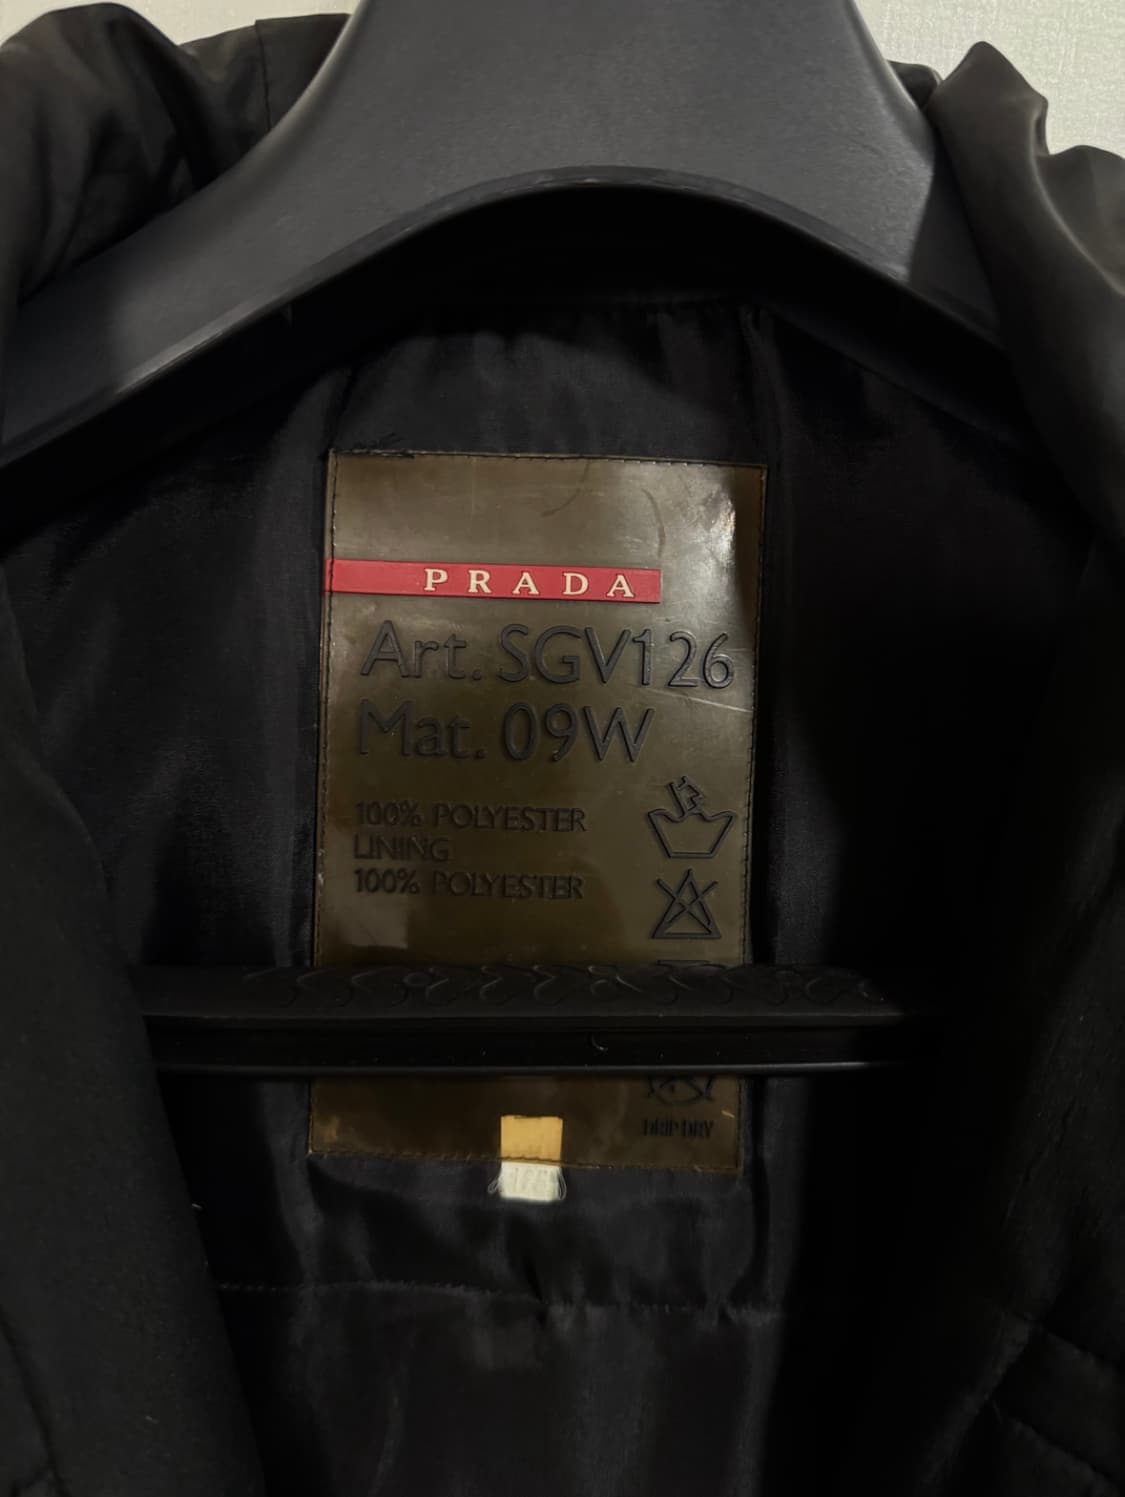 PRADA
Art. SGV126
Mat. 09W
100% POLYESTER
LINING
100% POLYESTER
DRIP DRY